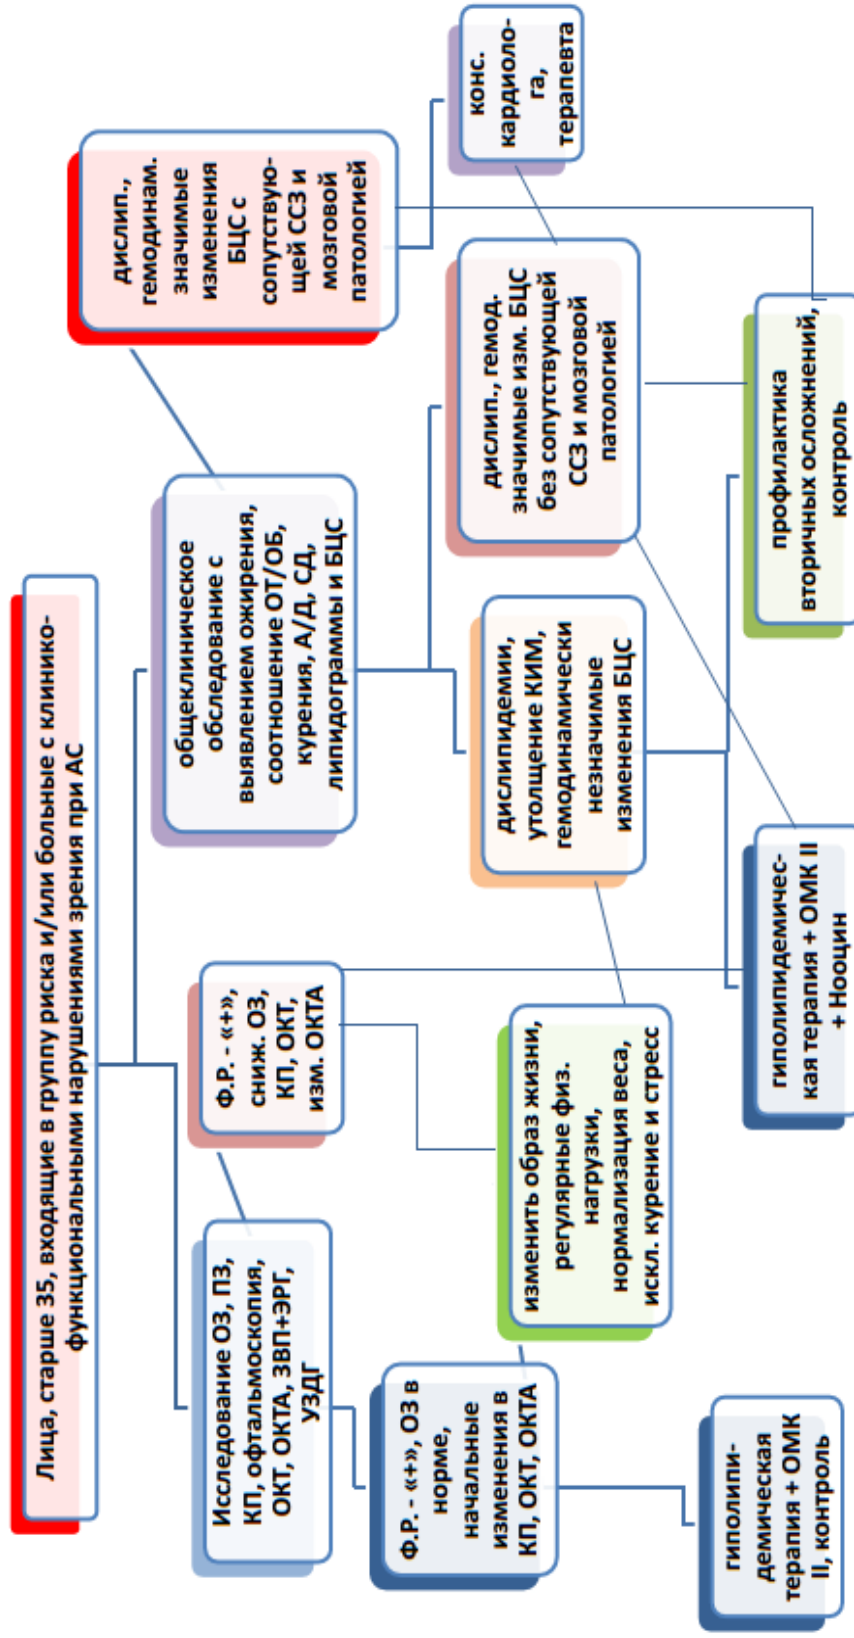 Лица, старше 35, входящие в группу риска и/или больные с клинико-
функциональными нарушениями зрения при АС
Исследование ОЗ, ПЗ,
КП, офтальмоскопия,
ОКТ, ОКТА, ЗВП+ЭРГ,
УЗДГ
Ф.Р. - «+»,
сниж. ОЗ,
КП, ОКТ,
изм. ОКТА
общеклиническое
обследование с
выявлением ожирения,
соотношение ОТ/ОБ,
курения, А/Д, СД,
липидограммы и БЦС
дислип.,
гемодинам.
значимые
изменения
БЦС с
сопутствую-
щей ССЗ и
мозговой
патологией
Ф.Р. - «+», ОЗ в
норме,
начальные
изменения в
КП, ОКТ, ОКТА
изменить образ жизни,
регулярные физ.
нагрузки,
нормализация веса,
искл. курение и стресс
дислипидемии,
утолщение КИМ,
гемодинамически
незначимые
изменения БЦС
дислип., гемод.
значимые изм. БЦС
без сопутствующей
ССЗ и мозговой
патологией
конс.
кардиоло-
га,
терапевта
гиполипи-
демическая
терапия + ОМК
II, контроль
гиполипидемичес-
кая терапия + ОМК II
+ Нооцин
профилактика
вторичных осложнений,
контроль